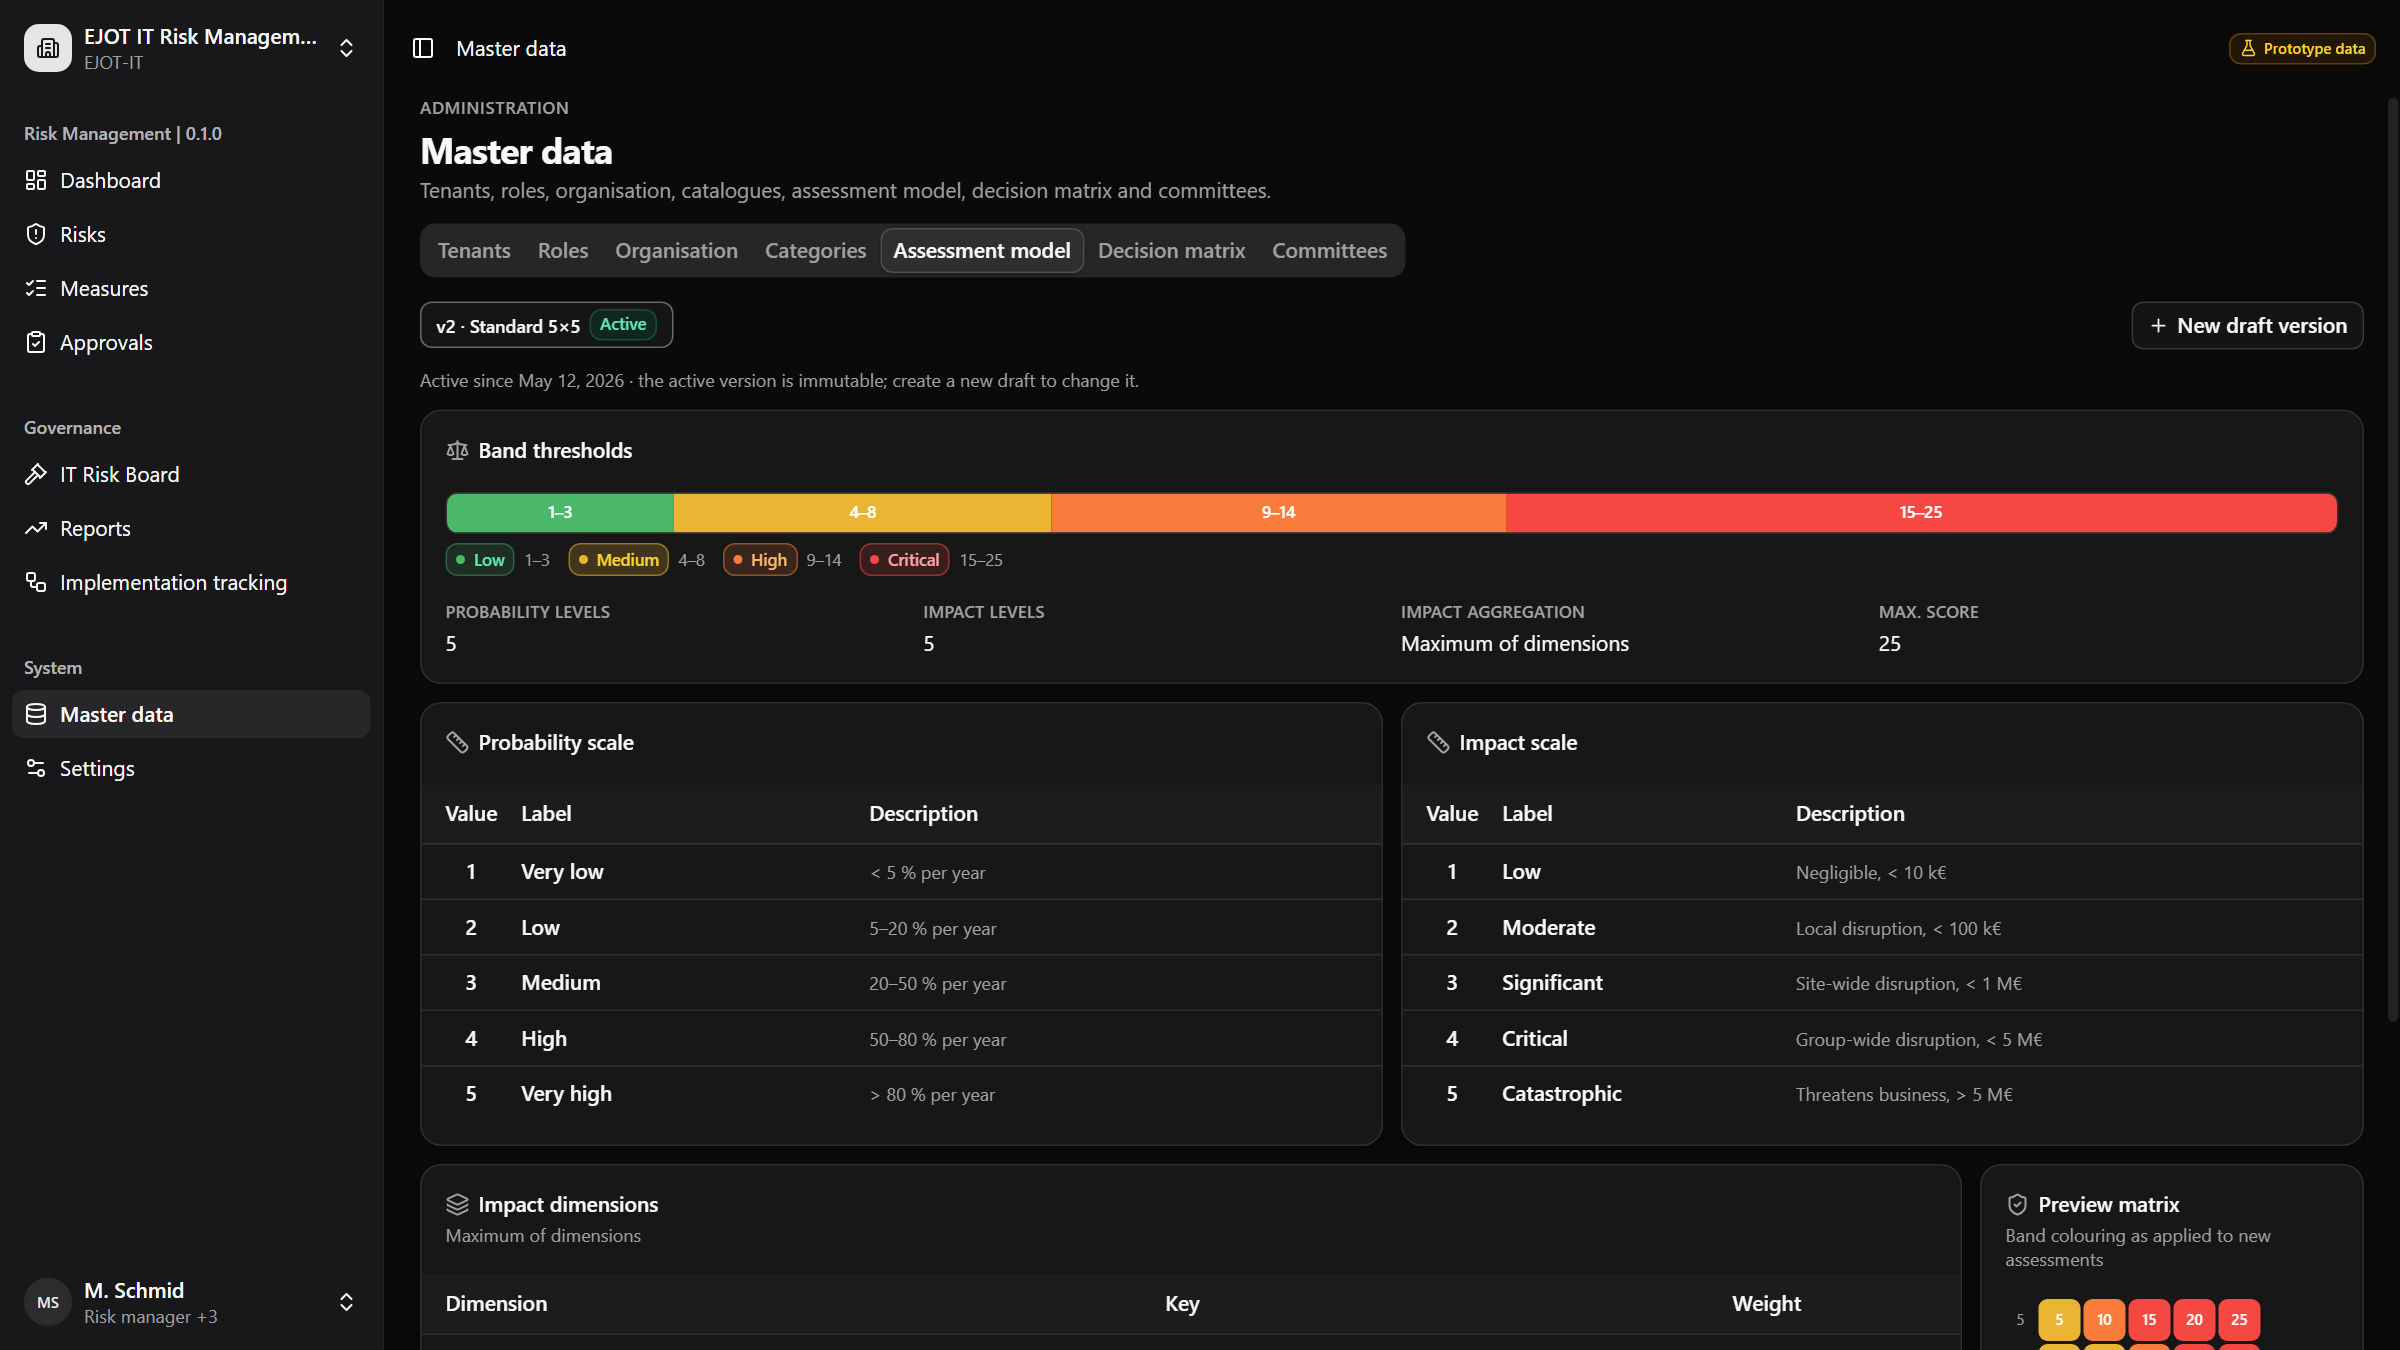 EJOT IT Risk Managem...
EJOT-IT
Risk Management | 0.1.0
Dashboard
Risks
Measures
Approvals
Governance
IT Risk Board
Reports
Implementation tracking
System
Master data
Settings
MS
M. Schmid
Risk manager +3
Master data
Prototype data
ADMINISTRATION
Master data
Tenants, roles, organisation, catalogues, assessment model, decision matrix and committees.
Tenants Roles Organisation Categories Assessment model Decision matrix Committees
v2 · Standard 5×5 Active
New draft version
Active since May 12, 2026 · the active version is immutable; create a new draft to change it.
Band thresholds
1–3 4–8 9–14 15–25
Low 1–3 Medium 4–8 High 9–14 Critical 15–25
PROBABILITY LEVELS IMPACT LEVELS IMPACT AGGREGATION MAX. SCORE
5 5 Maximum of dimensions 25
Probability scale
Value Label Description
1 Very low < 5 % per year
2 Low 5–20 % per year
3 Medium 20–50 % per year
4 High 50–80 % per year
5 Very high > 80 % per year
Impact scale
Value Label Description
1 Low Negligible, < 10 k€
2 Moderate Local disruption, < 100 k€
3 Significant Site-wide disruption, < 1 M€
4 Critical Group-wide disruption, < 5 M€
5 Catastrophic Threatens business, > 5 M€
Impact dimensions
Maximum of dimensions
Dimension Key Weight
Preview matrix
Band colouring as applied to new
assessments
5 5 10 15 20 25